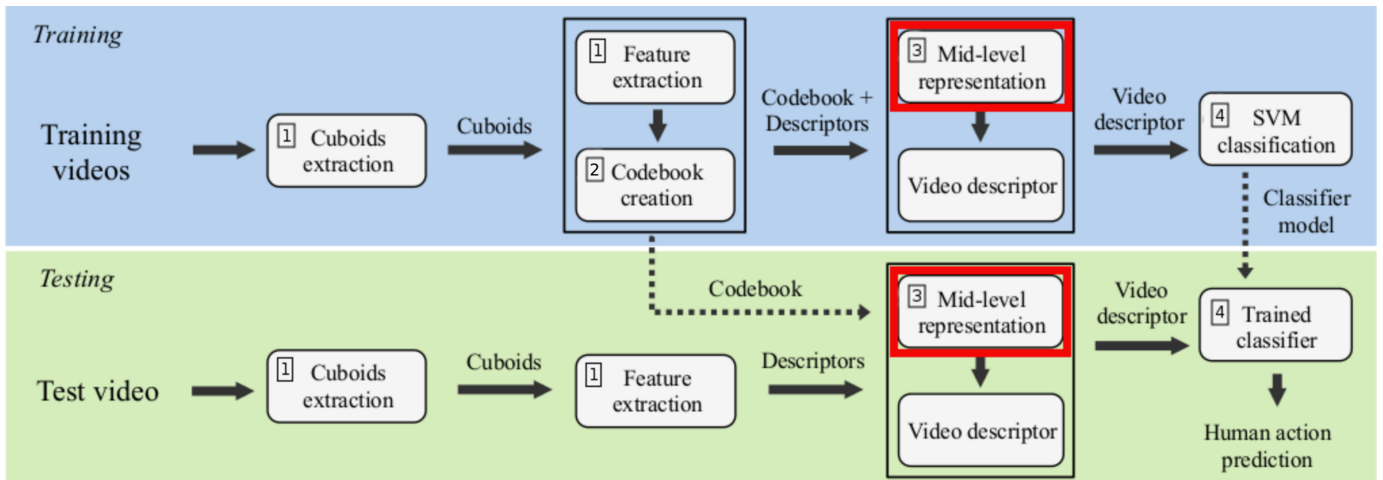 Training
Training
videos
1 Cuboids
extraction
Cuboids
1 Feature
extraction
2 Codebook
creation
Codebook +
Descriptors
3 Mid-level
representation
Video descriptor
Video
descriptor
4 SVM
classification
Classifier
model
Testing
Test video
1 Cuboids
extraction
Cuboids
1 Feature
extraction
Codebook
Descriptors
3 Mid-level
representation
Video descriptor
Video
descriptor
4 Trained
classifier
Human action
prediction